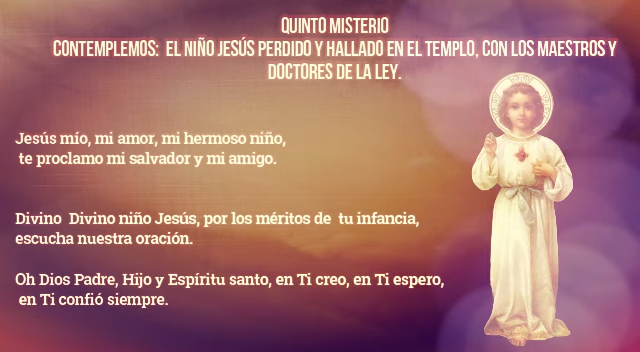 QUINTO MISTERIO
CONTEMPLEMOS: EL NIÑO JESÚS PERDIDO Y HALLADO EN EL TEMPLO, CON LOS MAESTROS Y
DOCTORES DE LA LEY.
Jesús mío, mi amor, mi hermoso niño,
te proclamo mi salvador y mi amigo.
Divino Divino niño Jesús, por los méritos de tu infancia,
escucha nuestra oración.
Oh Dios Padre, Hijo y Espíritu santo, en Ti creo, en Ti espero,
en Ti confió siempre.